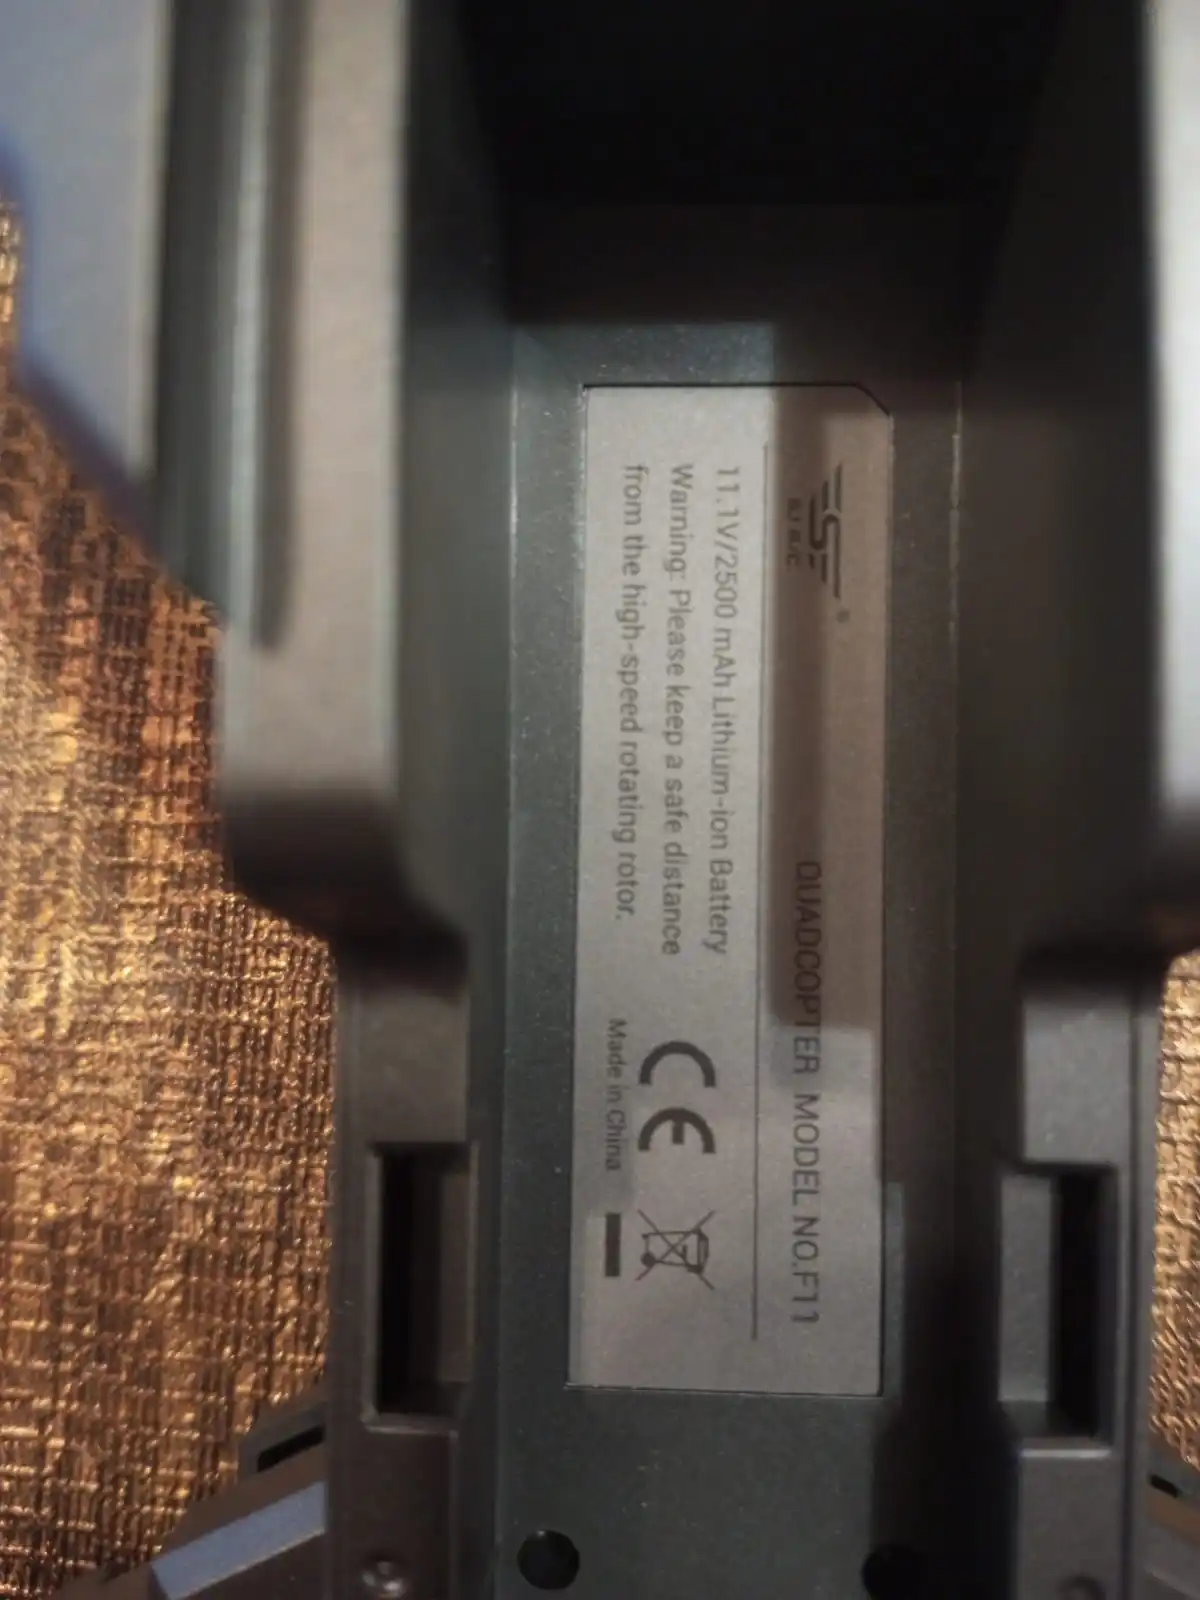 QUADCOPTER MODEL NO.F11
11.1V/2500 mAh Lithium-ion Battery
Warning: Please keep a safe distance
from the high-speed rotating rotor.
CE
Made in China